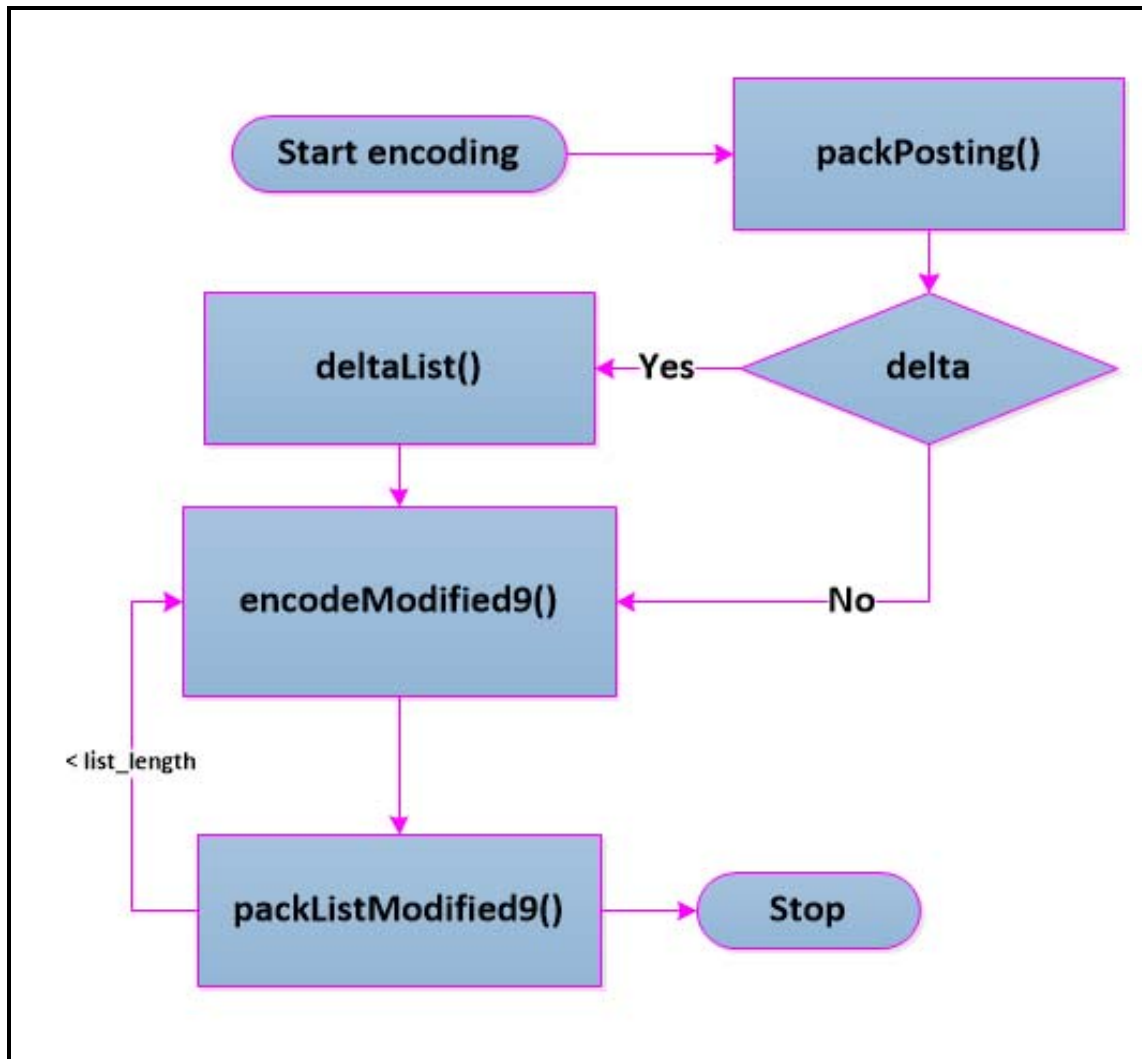 Start encoding
packPosting()
delta
Yes
deltaList()
No
encodeModified9()
< list_length
packListModified9()
Stop